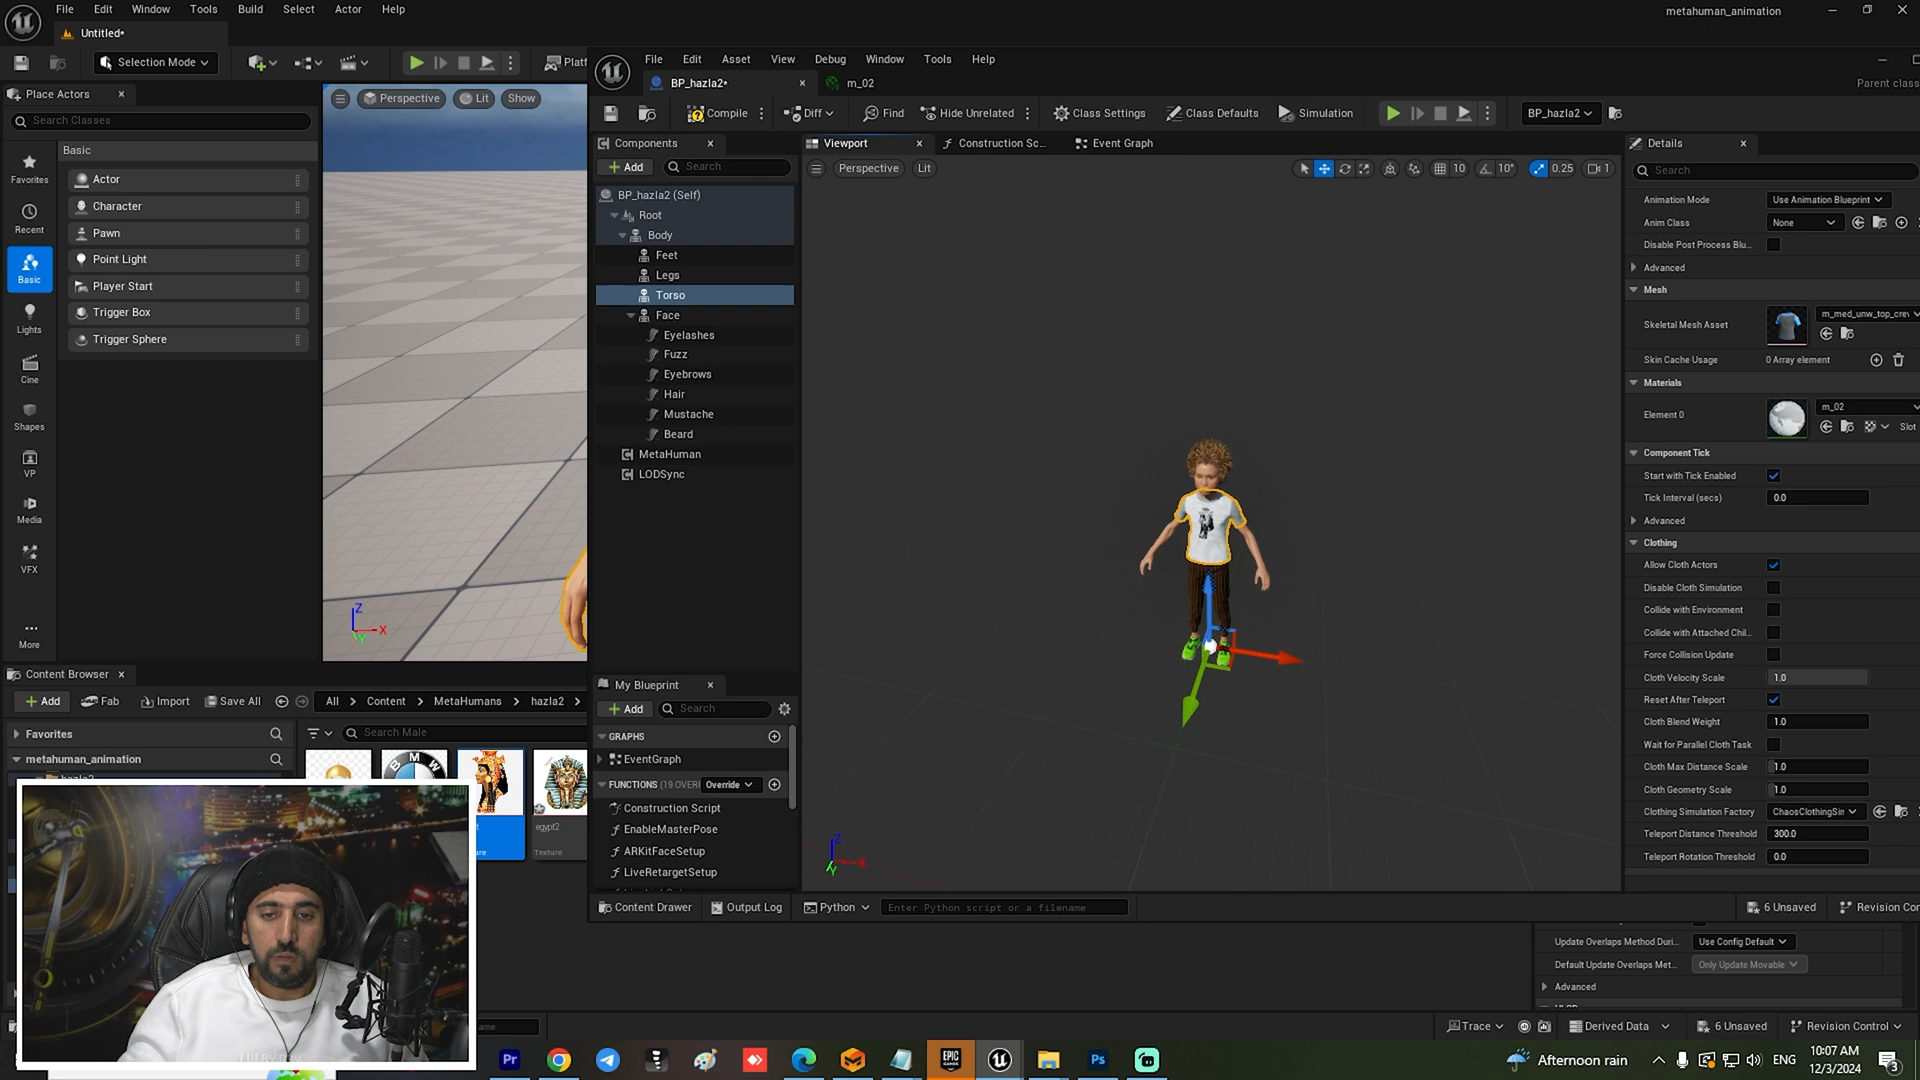 File Edit Window Tools Build Select Actor Help
metahuman_animation
Untitled*
Selection Mode
Platf
Place Actors
Search Classes
Basic
Favorites
Recent
Basic
Lights
Cine
Shapes
VP
Media
VFX
More
Actor
Character
Pawn
Point Light
Player Start
Trigger Box
Trigger Sphere
Perspective Lit Show
Z
X
Y
File Edit Asset View Debug Window Tools Help
BP_hazla2* m_02
Parent class
Compile Diff Find Hide Unrelated Class Settings Class Defaults Simulation BP_hazla2
Components
Add Search
BP_hazla2 (Self)
Root
Body
Feet
Legs
Torso
Face
Eyelashes
Fuzz
Eyebrows
Hair
Mustache
Beard
MetaHuman
LODSync
Viewport Construction Sc... Event Graph
Perspective Lit
10 10° 0.25 1
Z
X
Y
My Blueprint
Add Search
GRAPHS
EventGraph
FUNCTIONS (19 OVERI Override
Construction Script
EnableMasterPose
ARKitFaceSetup
LiveRetargetSetup
Details
Search
Animation Mode Use Animation Blueprint
Anim Class None
Disable Post Process Blu...
Advanced
Mesh
Skeletal Mesh Asset m_med_unw_top_crev
Skin Cache Usage 0 Array element
Materials
Element 0 m_02
Slot
Component Tick
Start with Tick Enabled
Tick Interval (secs) 0.0
Advanced
Clothing
Allow Cloth Actors
Disable Cloth Simulation
Collide with Environment
Collide with Attached Chil...
Force Collision Update
Cloth Velocity Scale 1.0
Reset After Teleport
Cloth Blend Weight 1.0
Wait for Parallel Cloth Task
Cloth Max Distance Scale 1.0
Cloth Geometry Scale 1.0
Clothing Simulation Factory ChaosClothingSin
Teleport Distance Threshold 300.0
Teleport Rotation Threshold 0.0
Content Drawer Output Log Python Enter Python script or a filename 6 Unsaved Revision Con
Content Browser
Add Fab Import Save All All Content MetaHumans hazla2
Favorites
Search Male
metahuman_animation
BMW
egypt2
Texture
Update Overlaps Method Duri... Use Config Default
Default Update Overlaps Met... Only Update Movable
Advanced
Trace Derived Data 6 Unsaved Revision Control
Pr
EPIC GAMES
Ps
Afternoon rain
ENG
10:07 AM
12/3/2024
3